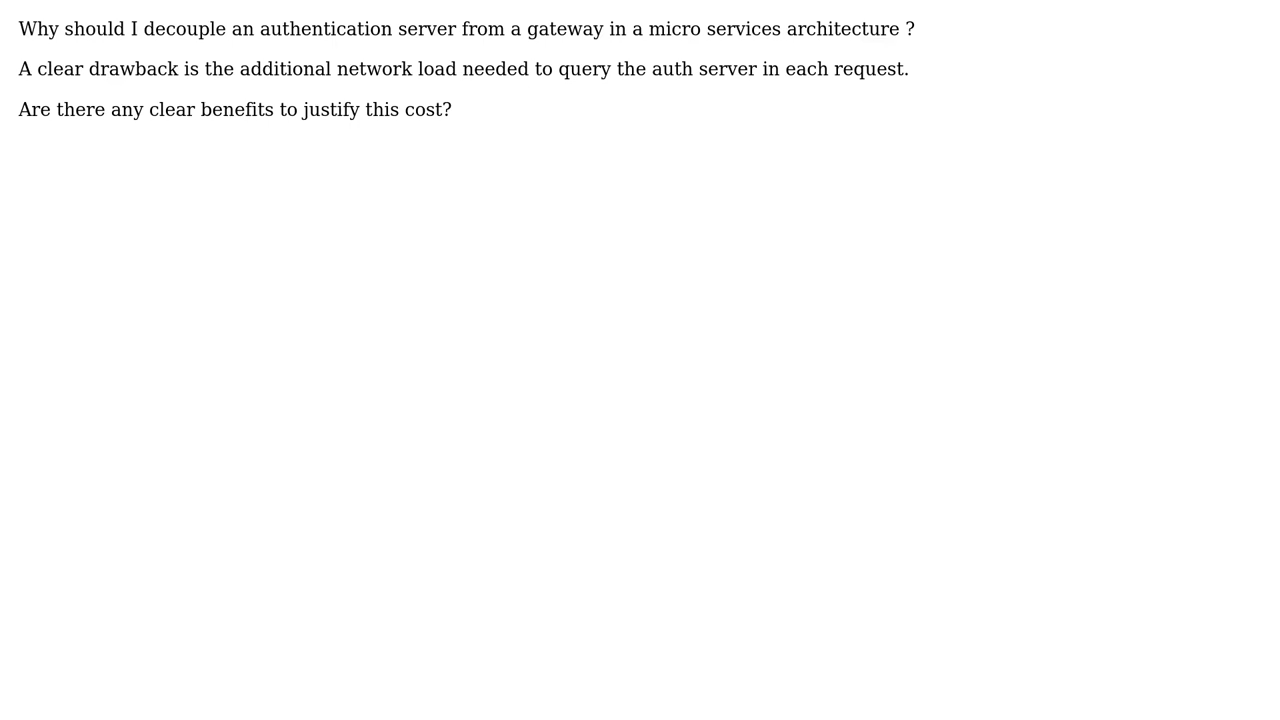 Why should I decouple an authentication server from a gateway in a micro services architecture ?
A clear drawback is the additional network load needed to query the auth server in each request.
Are there any clear benefits to justify this cost?